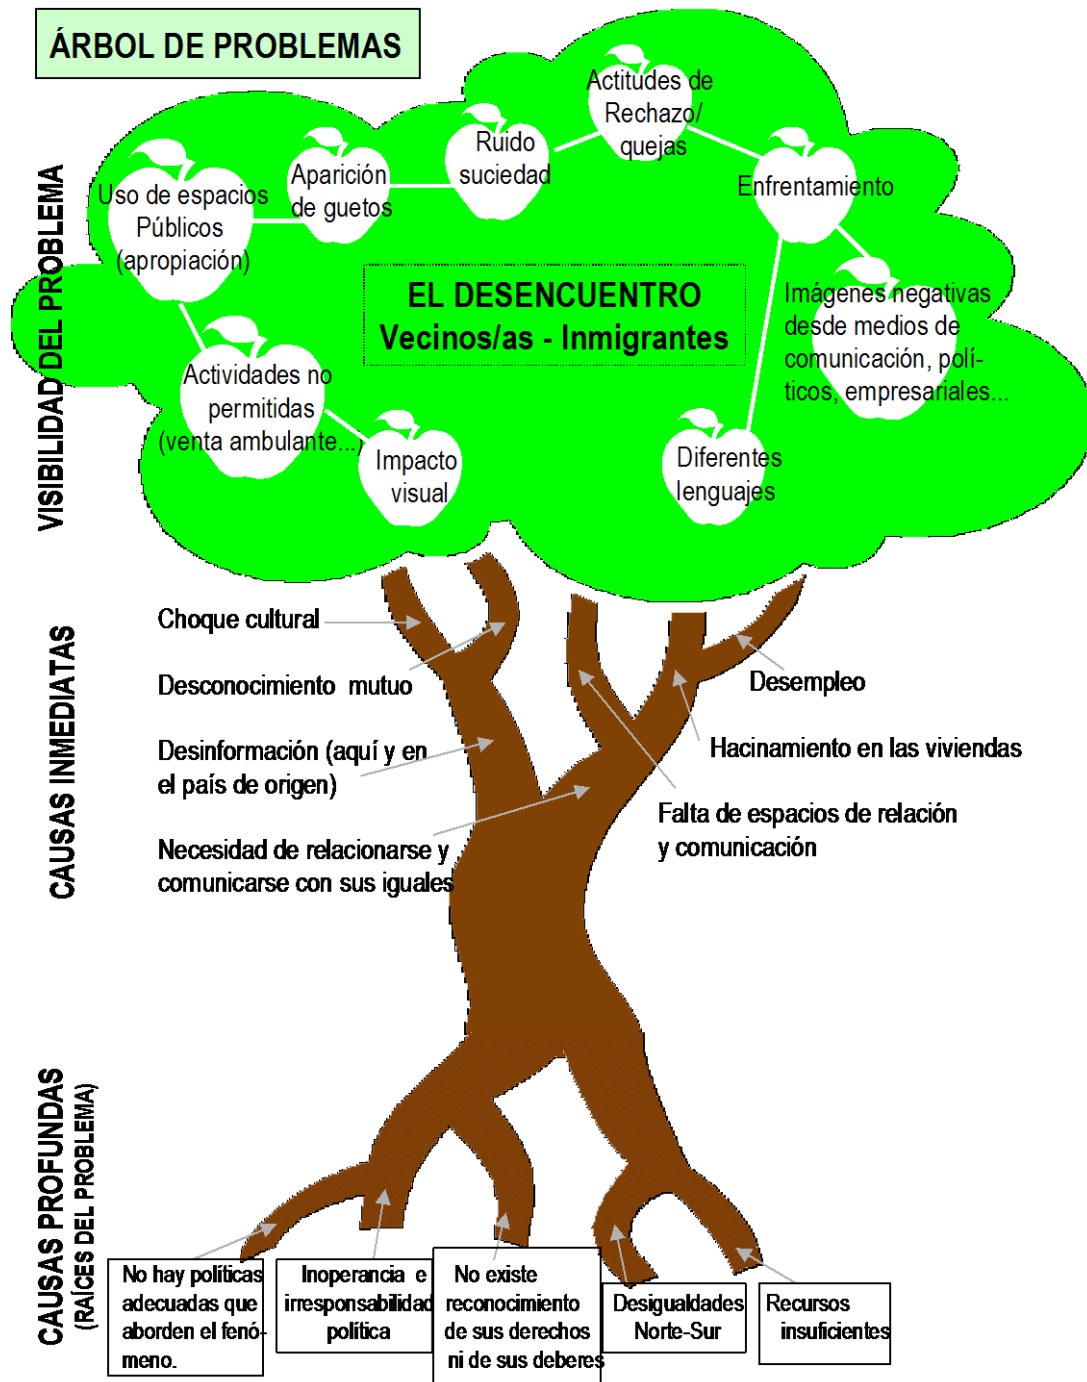 ÁRBOL DE PROBLEMAS
VISIBILIDAD DEL PROBLEMA
Actitudes de
Rechazo/
quejas
Ruido
suciedad
Aparición
de guetos
Uso de espacios
Públicos
(apropiación)
Enfrentamiento
EL DESENCUENTRO
Vecinos/as - Inmigrantes
Imágenes negativas
desde medios de
comunicación, polí-
ticos, empresariales...
Actividades no
permitidas
(venta ambulante...)
Impacto
visual
Diferentes
lenguajes
CAUSAS INMEDIATAS
Choque cultural
Desconocimiento mutuo
Desinformación (aquí y en
el país de origen)
Necesidad de relacionarse y
comunicarse con sus iguales
Desempleo
Hacinamiento en las viviendas
Falta de espacios de relación
y comunicación
CAUSAS PROFUNDAS
(RAÍCES DEL PROBLEMA)
No hay políticas
adecuadas que
aborden el fenó-
meno.
Inoperancia e
irresponsabilidad
política
No existe
reconocimiento
de sus derechos
ni de sus deberes
Desigualdades
Norte-Sur
Recursos
insuficientes